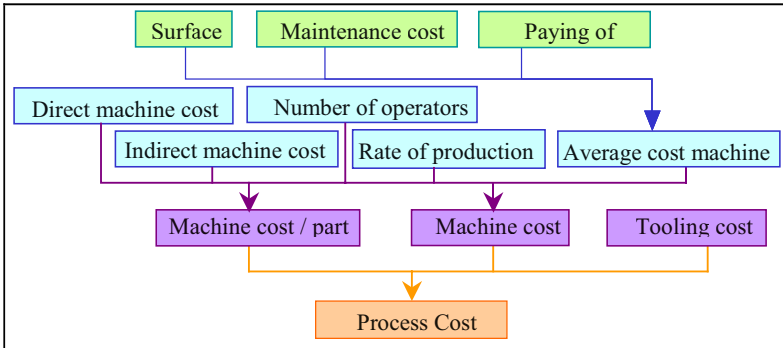 Surface
Maintenance cost
Paying of
Direct machine cost
Number of operators
Indirect machine cost
Rate of production
Average cost machine
Machine cost / part
Machine cost
Tooling cost
Process Cost